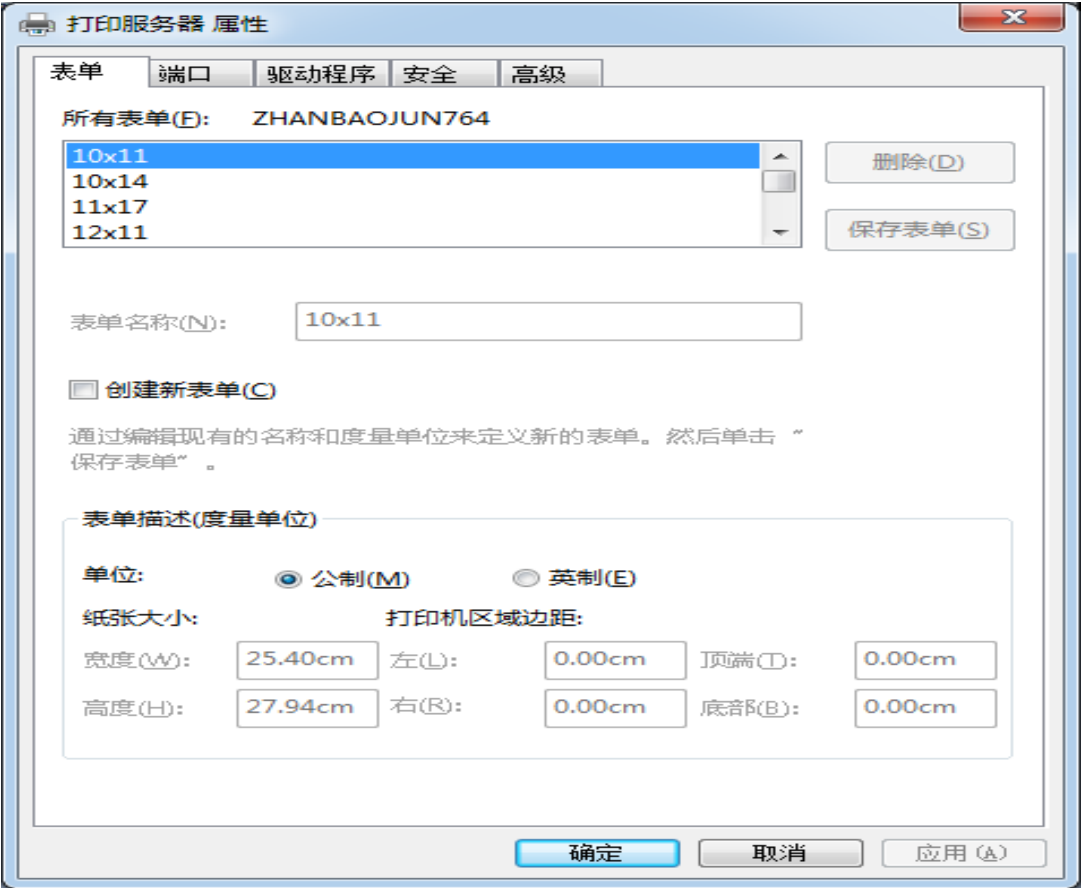 打印服务器 属性
表单 端口 驱动程序 安全 高级
所有表单(F): ZHANBAOJUN764
10x11
10x14
11x17
12x11
删除(D)
保存表单(S)
表单名称(N): 10x11
创建新表单(C)
通过编辑现有的名称和度量单位来定义新的表单。然后单击 “
保存表单” 。
表单描述(度量单位)
单位: 公制(M) 英制(E)
纸张大小: 打印机区域边距:
宽度(W): 25.40cm 左(L): 0.00cm 顶端(T): 0.00cm
高度(H): 27.94cm 右(R): 0.00cm 底部(B): 0.00cm
确定 取消 应用(A)